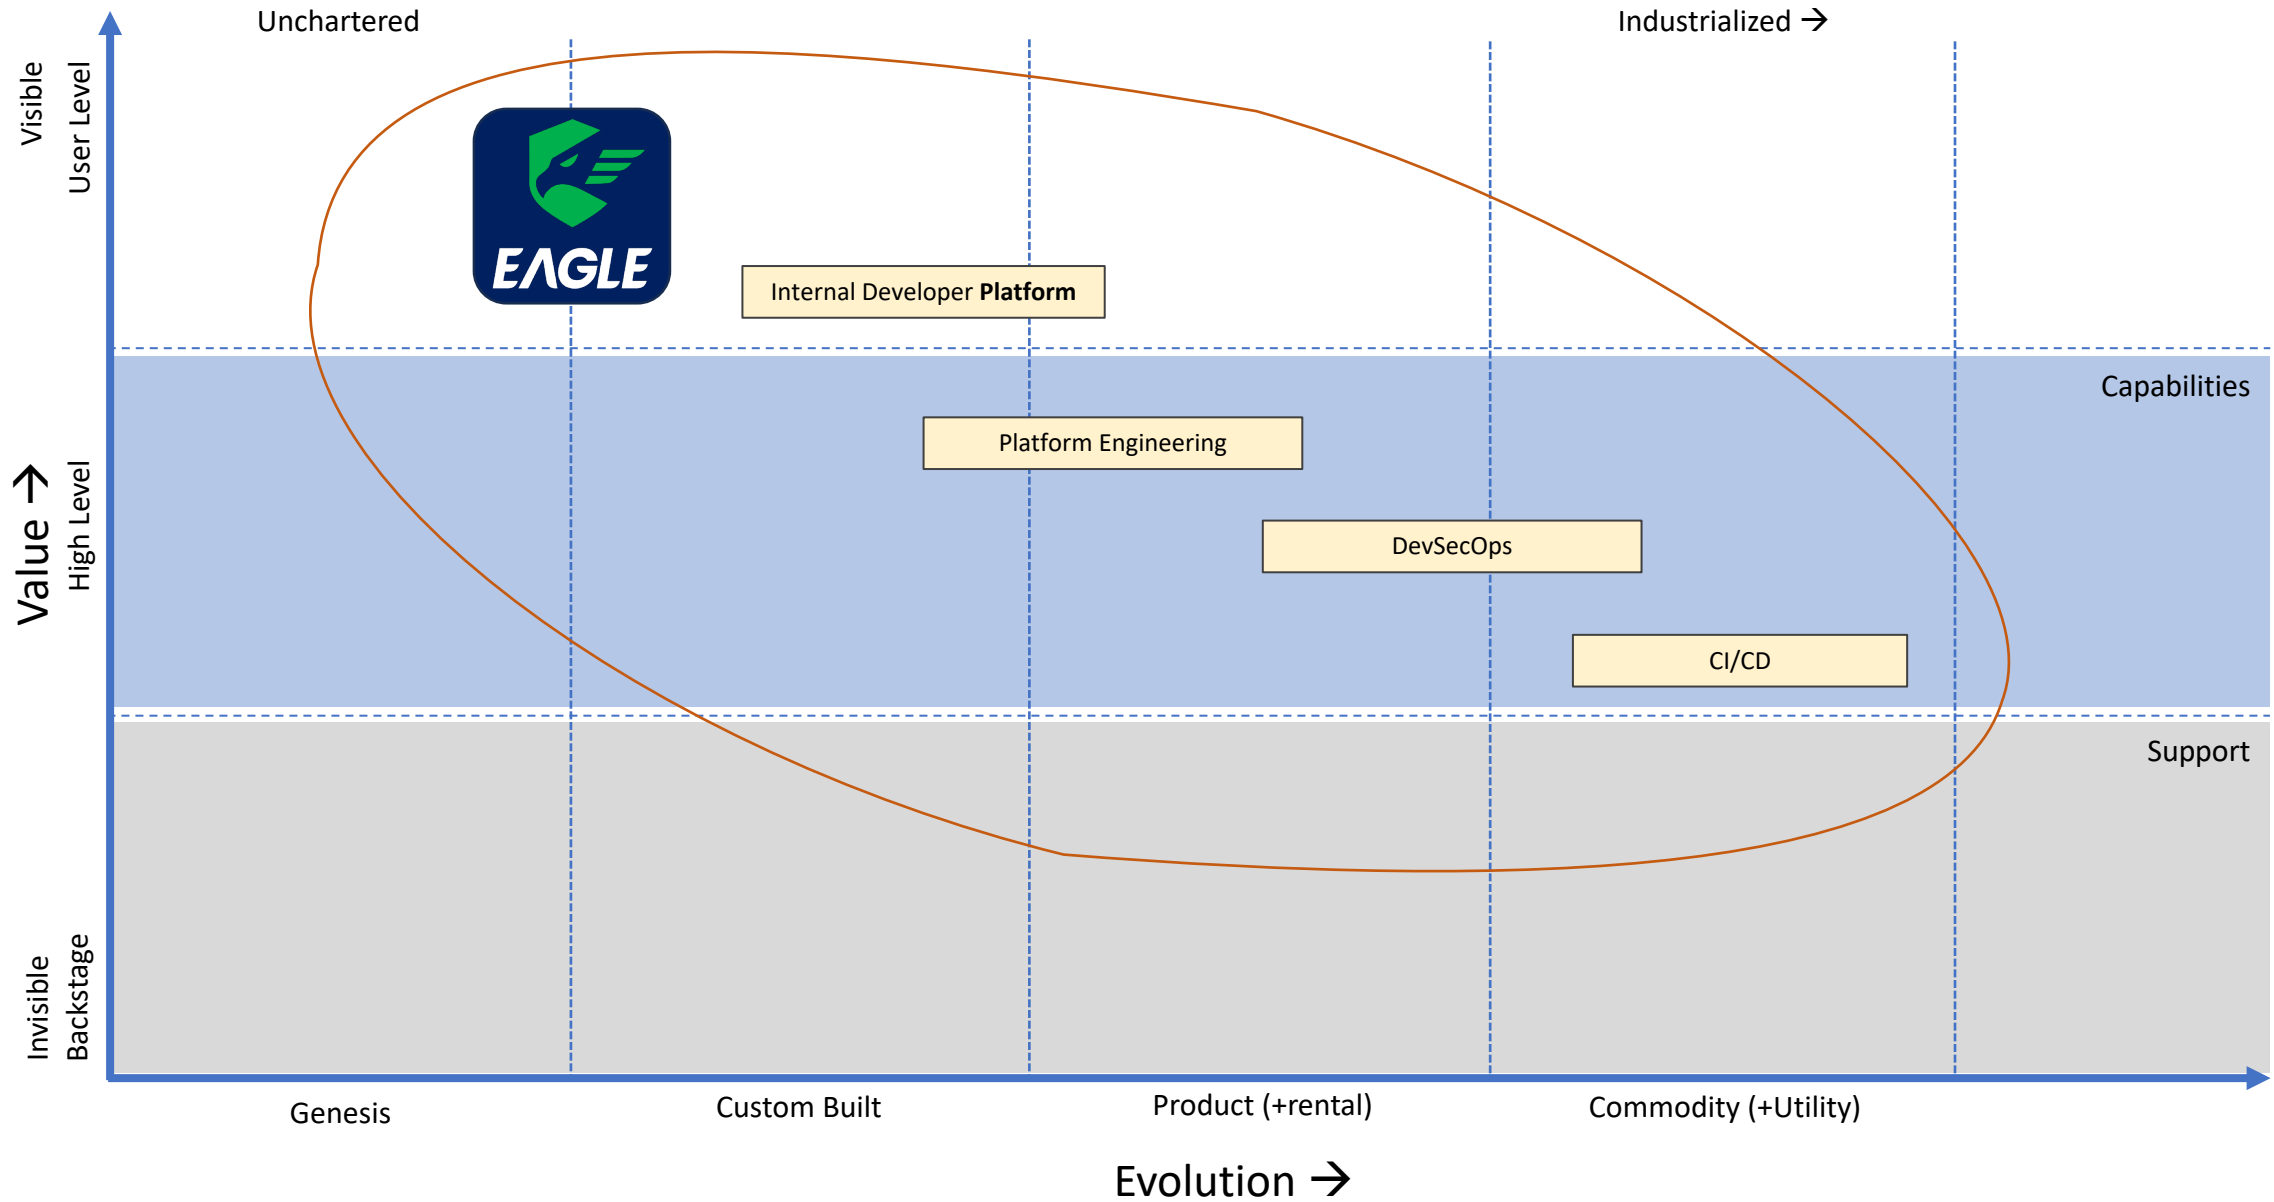 Unchartered
Industrialized →
Visible
User Level
EAGLE
Internal Developer Platform
Capabilities
Platform Engineering
Value →
High Level
DevSecOps
CI/CD
Support
Invisible
Backstage
Genesis
Custom Built
Product (+rental)
Commodity (+Utility)
Evolution →